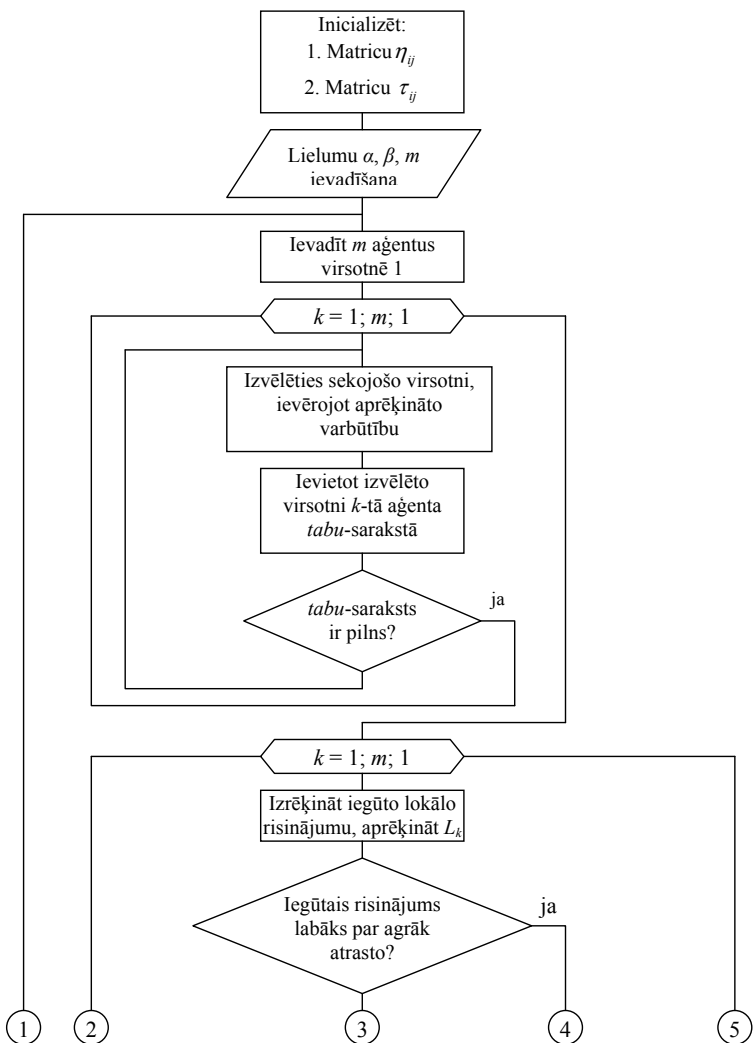 Inicializēt:
1. Matricu η_ij
2. Matricu τ_ij
Lielumu α, β, m
ievadīšana
Ievadīt m aģentus
virsotnē 1
k = 1; m; 1
Izvēlēties sekojošo virsotni,
ievērojot aprēķināto
varbūtību
Ievietot izvēlēto
virsotni k-tā aģenta
tabu-sarakstā
tabu-saraksts
ir pilns?
ja
k = 1; m; 1
Izrēķināt iegūto lokālo
risinājumu, aprēķināt L_k
Iegūtais risinājums
labāks par agrāk
atrasto?
ja
1 2 3 4 5